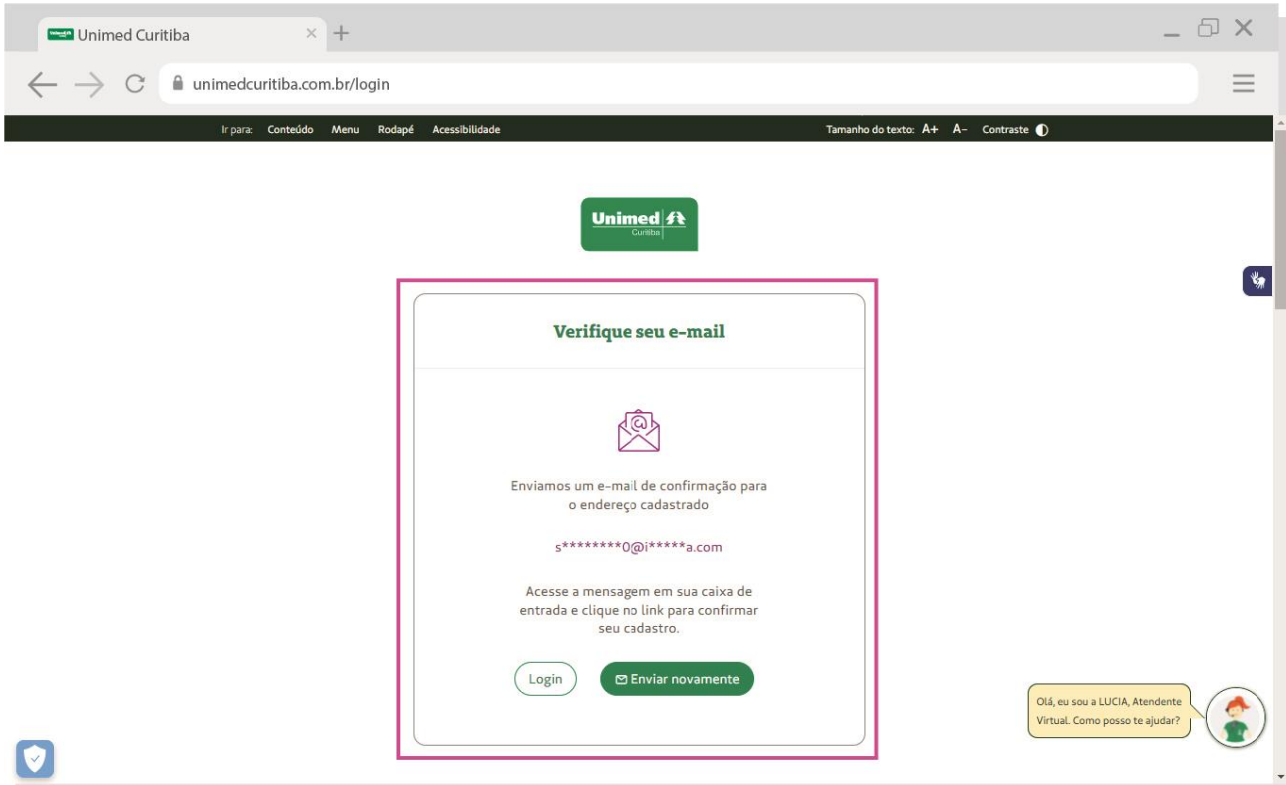 Unimed Curitiba
unimedcuritiba.com.br/login
Ir para: Conteúdo Menu Rodapé Acessibilidade Tamanho do texto: A+ A- Contraste
Unimed
Curitiba
Verifique seu e-mail
Enviamos um e-mail de confirmação para
o endereço cadastrado
s********0@i*****a.com
Acesse a mensagem em sua caixa de
entrada e clique no link para confirmar
seu cadastro.
Login Enviar novamente
Olá, eu sou a LUCIA, Atendente
Virtual. Como posso te ajudar?